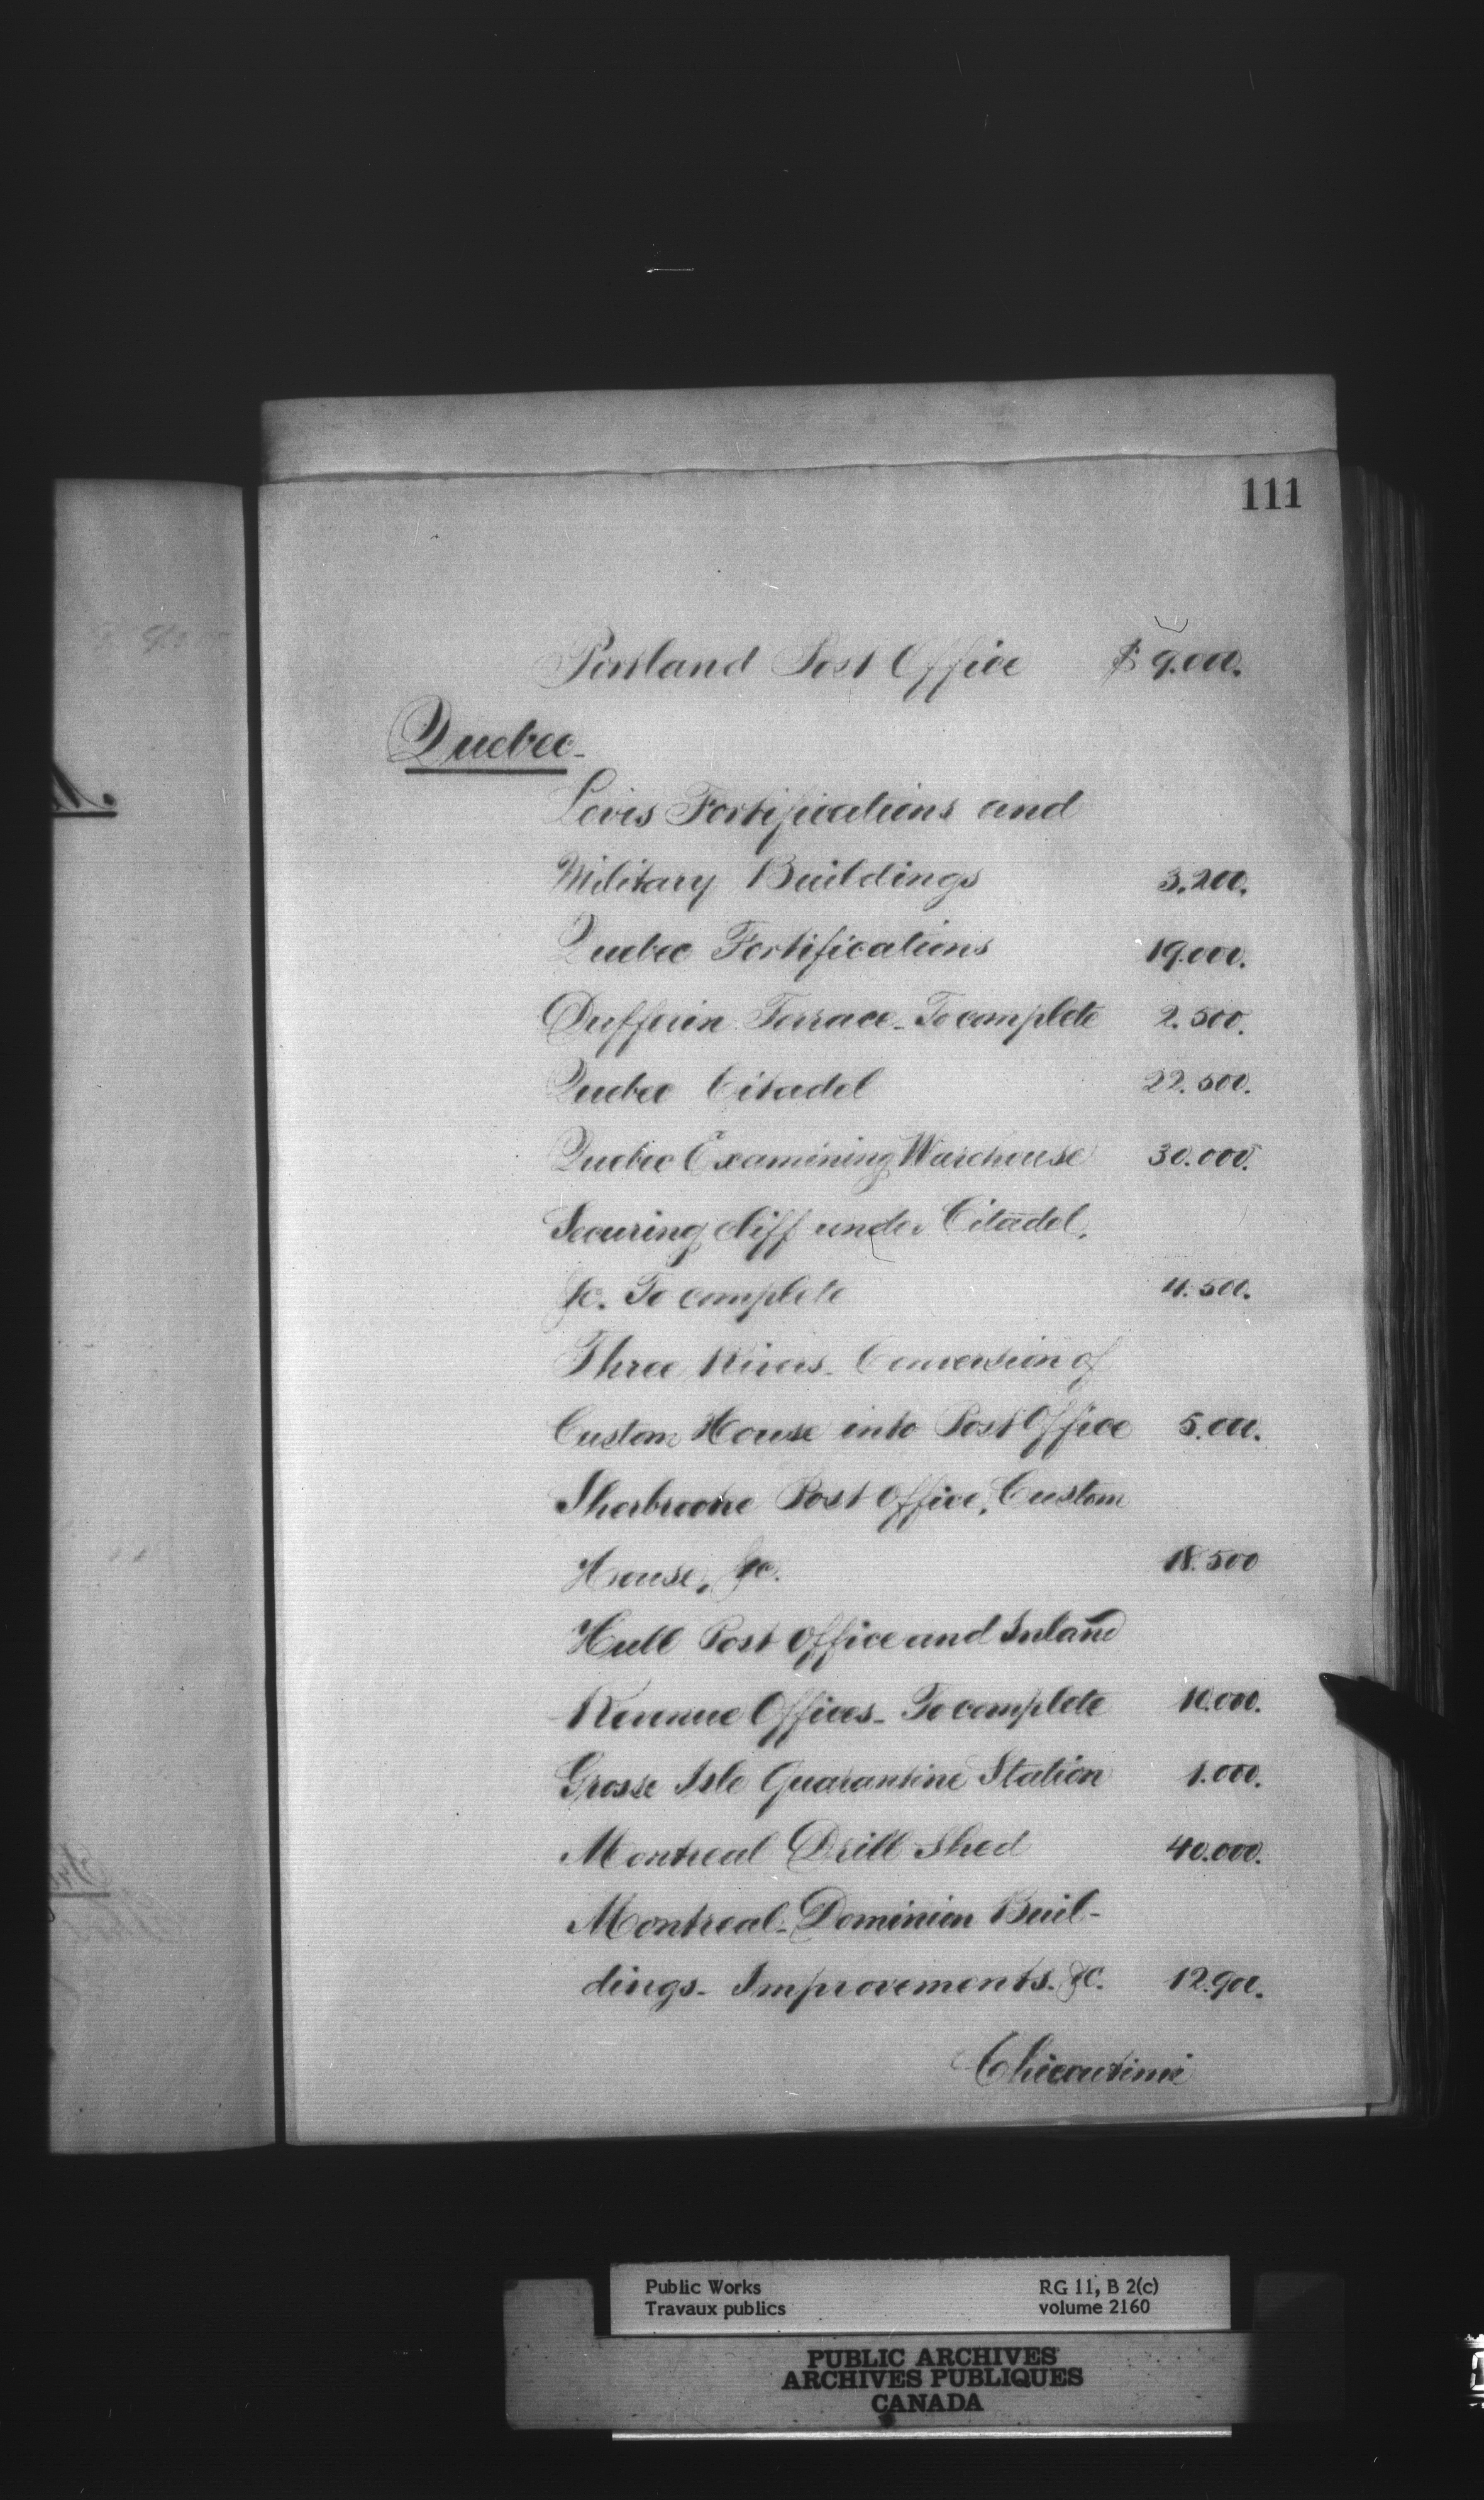 111
Portland Post Office $ 9.000.
Quebec-
Levis Fortifications and
Military Buildings 3.200.
Quebec Fortifications 19.000.
Dufferin Terrace - To complete 2.500.
Quebec Citadel 22.500.
Quebec Examining Warehouse 30.000.
Securing cliff under Citadel,
&c. To complete 4.500.
Three Rivers - Conversion of
Custom House into Post Office 5.000.
Sherbrooke Post Office, Custom
House, &c. 18.500
Hull Post Office and Inland
Revenue Offices - To complete 10.000.
Grosse Isle Quarantine Station 1.000.
Montreal Drill Shed 40.000.
Montreal - Dominion Buil-
dings - Improvements. &c. 12.900.
Chicoutimi
Public Works RG 11, B 2(c)
Travaux publics volume 2160
PUBLIC ARCHIVES
ARCHIVES PUBLIQUES
CANADA